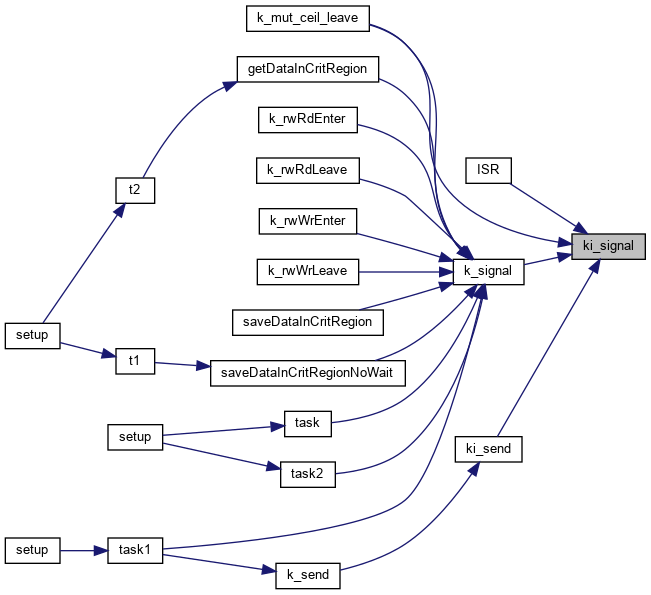 k_mut_ceil_leave
getDataInCritRegion
k_rwRdEnter
k_rwRdLeave
ISR
t2
k_rwWrEnter
ki_signal
k_rwWrLeave
k_signal
saveDataInCritRegion
setup
t1
saveDataInCritRegionNoWait
task
setup
ki_send
task2
setup
task1
k_send